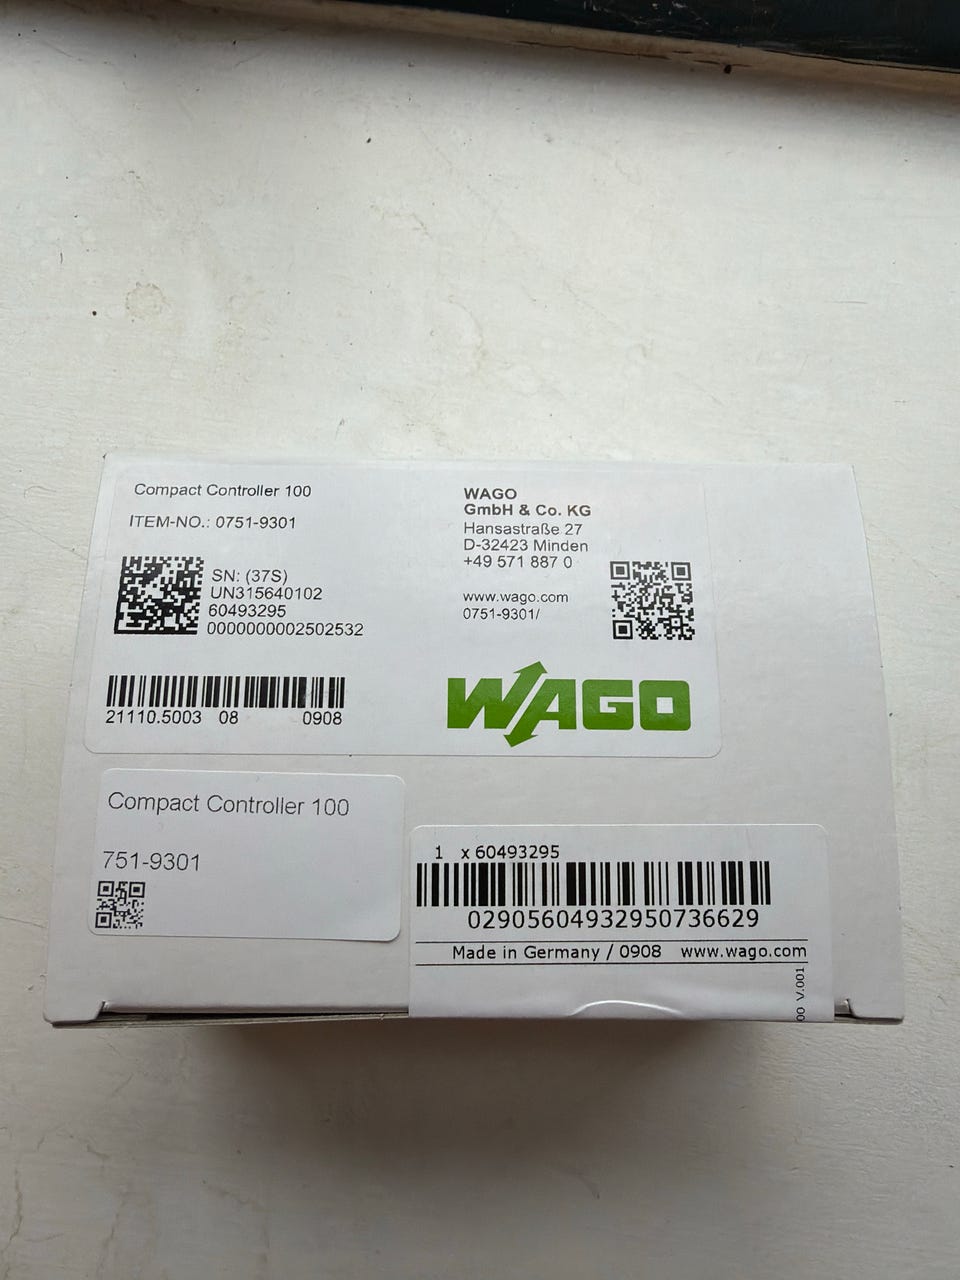 Compact Controller 100
ITEM-NO.: 0751-9301
SN: (37S)
UN315640102
60493295
0000000002502532
21110.5003 08 0908
WAGO
GmbH & Co. KG
Hansastraße 27
D-32423 Minden
+49 571 887 0
www.wago.com
0751-9301/
WAGO
Compact Controller 100
751-9301
1 x 60493295
02905604932950736629
Made in Germany / 0908 www.wago.com
00 V.001